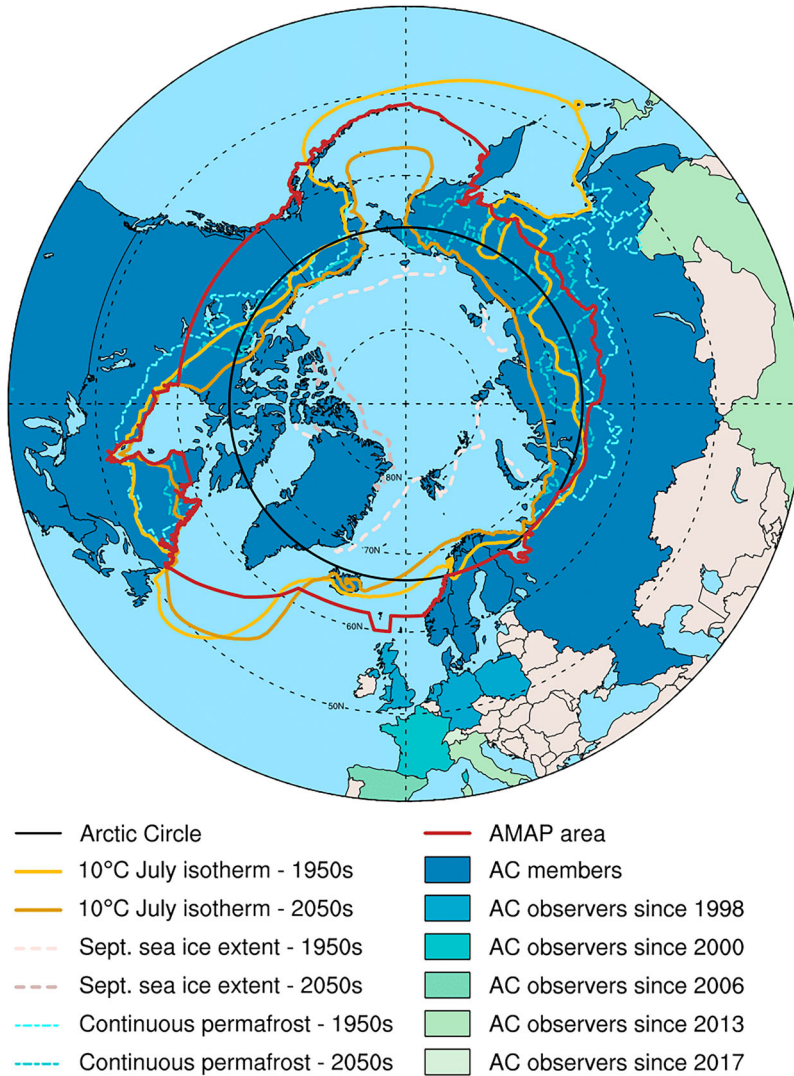 80N
70N
60N
50N
Arctic Circle
10°C July isotherm - 1950s
10°C July isotherm - 2050s
Sept. sea ice extent - 1950s
Sept. sea ice extent - 2050s
Continuous permafrost - 1950s
Continuous permafrost - 2050s
AMAP area
AC members
AC observers since 1998
AC observers since 2000
AC observers since 2006
AC observers since 2013
AC observers since 2017